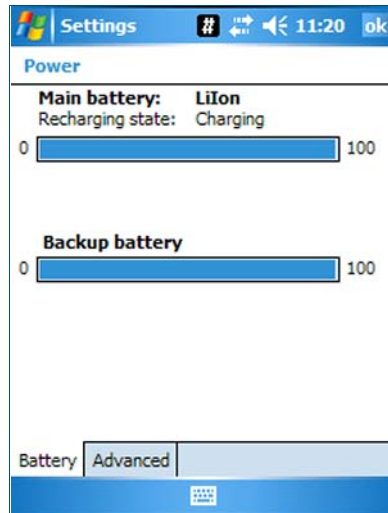 Settings # 11:20 ok
Power
Main battery: LiIon
Recharging state: Charging
0 100
Backup battery
0 100
Battery Advanced